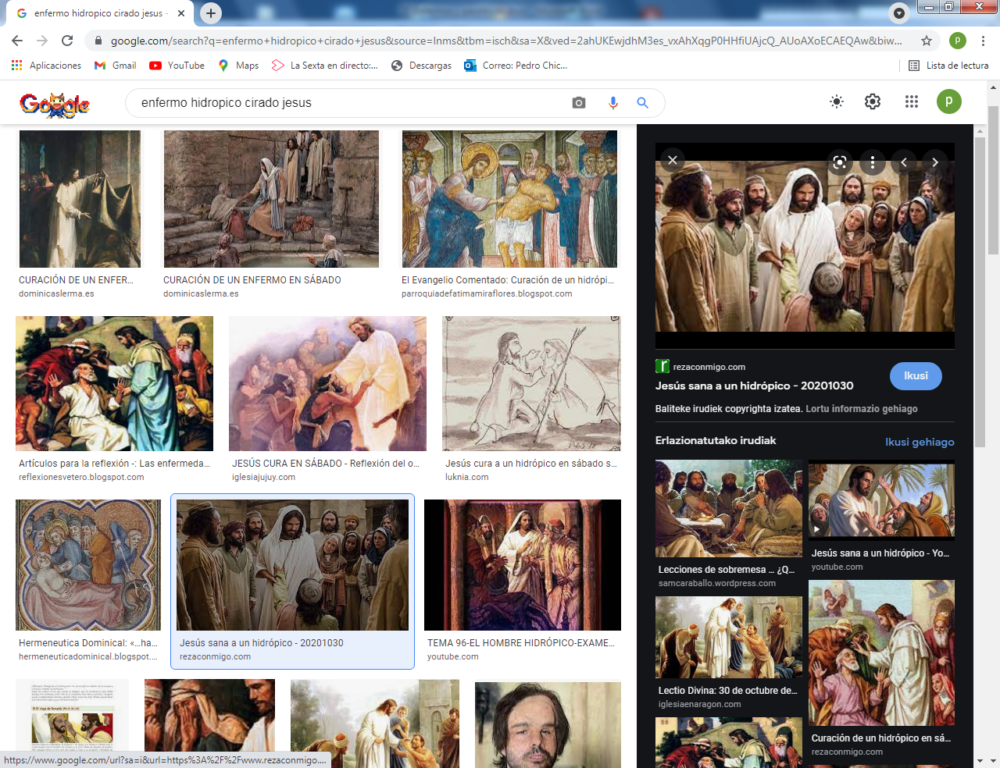 enfermo hidropico cirado jesus -
google.com/search?q=enfermo+hidropico+cirado+jesus&source=lnms&tbm=isch&sa=X&ved=2ahUKEwjdhM3es_vxAhXqgP0HHfiUAjcQ_AUoAXoECAEQAw&biw...
p
Aplicaciones
Gmail
YouTube
Maps
La Sexta en directo:...
Descargas
Correo: Pedro Chic...
Lista de lectura
Google
enfermo hidropico cirado jesus
p
CURACIÓN DE UN ENFER...
dominicaslerma.es
CURACIÓN DE UN ENFERMO EN SÁBADO
dominicaslerma.es
El Evangelio Comentado: Curación de un hidrópi...
parroquiadefatimamiraflores.blogspot.com
Artículos para la reflexión -: Las enfermeda...
reflexionesvetero.blogspot.com
JESÚS CURA EN SÁBADO - Reflexión del o...
iglesiajujuy.com
Jesús cura a un hidrópico en sábado s...
luknia.com
Hermeneutica Dominical: «...ha...
hermeneuticadominical.blogspot....
Jesús sana a un hidrópico - 20201030
rezaconmigo.com
TEMA 96-EL HOMBRE HIDRÓPICO-EXAME...
youtube.com
https://www.google.com/url?sa=i&url=https%3A%2F%2Fwww.rezaconmigo....
r rezaconmigo.com
Jesús sana a un hidrópico - 20201030
Ikusi
Baliteke irudiek copyrighta izatea. Lortu informazio gehiago
Erlazionatutako irudiak
Ikusi gehiago
Lecciones de sobremesa ... ¿Q...
samcaraballo.wordpress.com
Jesús sana a un hidrópico - Yo...
youtube.com
Lectio Divina: 30 de octubre de...
iglesiaenaragon.com
Curación de un hidrópico en sá...
rezaconmigo.com